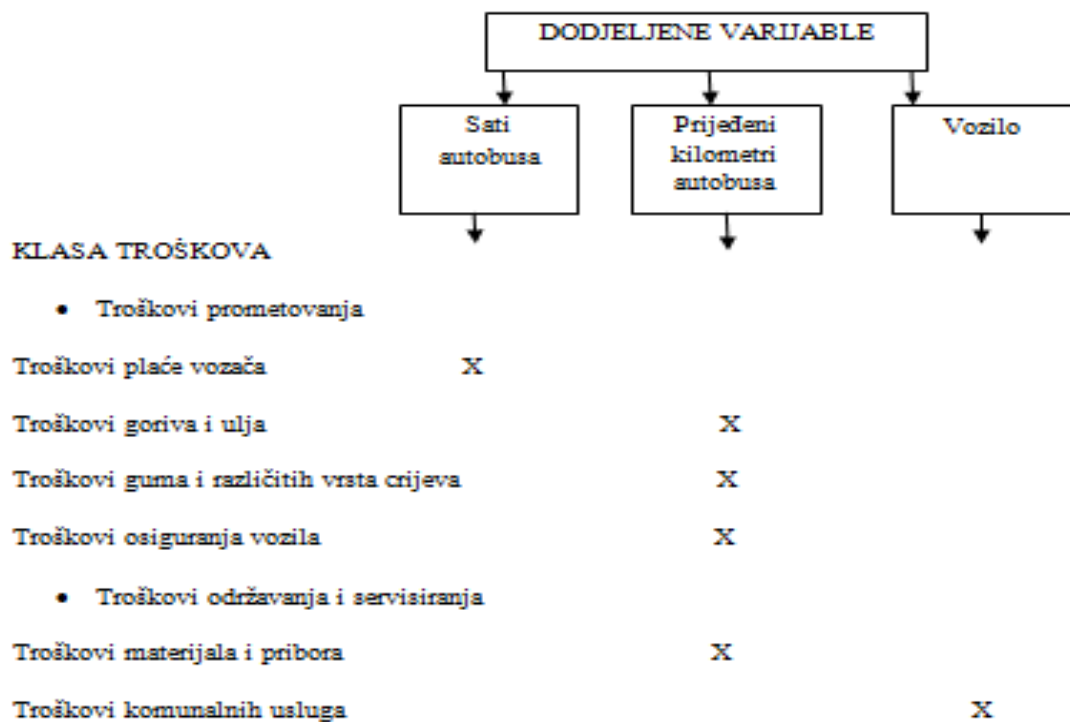 DODJELJENE VARIJABLE
Sati
autobusa
Prijeđeni
kilometri
autobusa
Vozilo
KLASA TROŠKOVA
• Troškovi prometovanja
Troškovi plaće vozača X
Troškovi goriva i ulja X
Troškovi guma i različitih vrsta crijeva X
Troškovi osiguranja vozila X
• Troškovi održavanja i servisiranja
Troškovi materijala i pribora X
Troškovi komunalnih usluga X